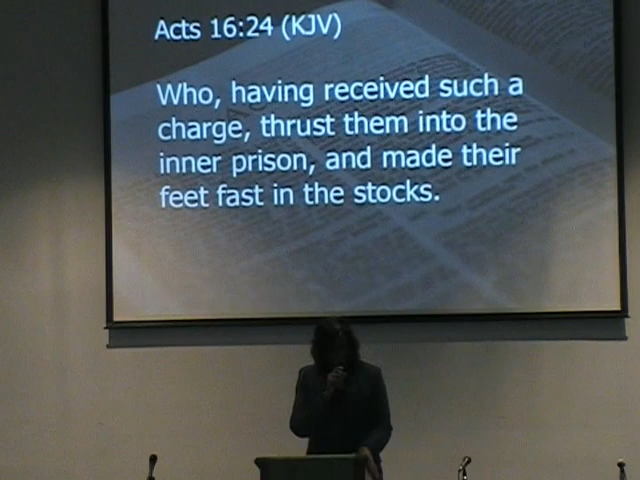 Acts 16:24 (KJV)
Who, having received such a
charge, thrust them into the
inner prison, and made their
feet fast in the stocks.